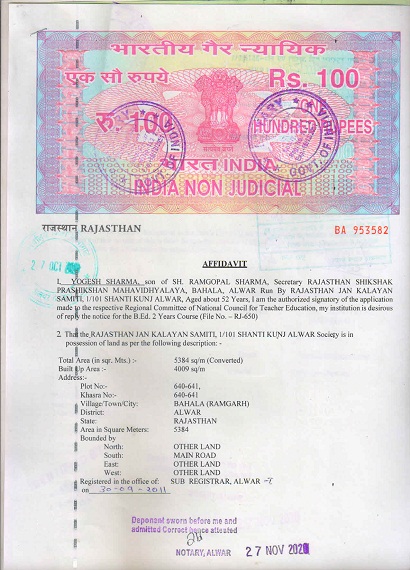 भारतीय गैर न्यायिक
एक सौ रुपये
Rs. 100
रु. 100
ONE
HUNDRED RUPEES
सत्यमेव जयते
भारत INDIA
INDIA NON JUDICIAL
राजस्थान RAJASTHAN
BA 953582
AFFIDAVIT
1. YOGESH SHARMA, son of SH. RAMGOPAL SHARMA, Secretary RAJASTHAN SHIKSHAK
PRASHIKSHAN MAHAVIDHYALAYA, BAHALA, ALWAR Run By RAJASTHAN JAN KALAYAN
SAMITI, 1/101 SHANTI KUNJ ALWAR, Aged about 52 Years, I am the authorized signatory of the application
made to the respective Regional Committee of National Council for Teacher Education, my institution is desirous
of reply the notice for the B.Ed. 2 Years Course (File No. – RJ-650)
2. That the RAJASTHAN JAN KALAYAN SAMITI, 1/101 SHANTI KUNJ ALWAR Society is in
possession of land as per the following description: -
Total Area (in sqr. Mts.) :- 5384 sq/m (Converted)
Built Up Area :- 4009 sq/m
Address:-
Plot No:- 640-641,
Khasra No:- 640-641,
Village/Town/City: BAHALA (RAMGARH)
District: ALWAR
State: RAJASTHAN
Area in Square Meters: 5384
Bounded by
North: OTHER LAND
South: MAIN ROAD
East: OTHER LAND
West: OTHER LAND
Registered in the office of: SUB REGISTRAR, ALWAR -I
on 30-09-2011
Deponent sworn before me and
admitted Correct hence attested
NOTARY, ALWAR 27 NOV 2020